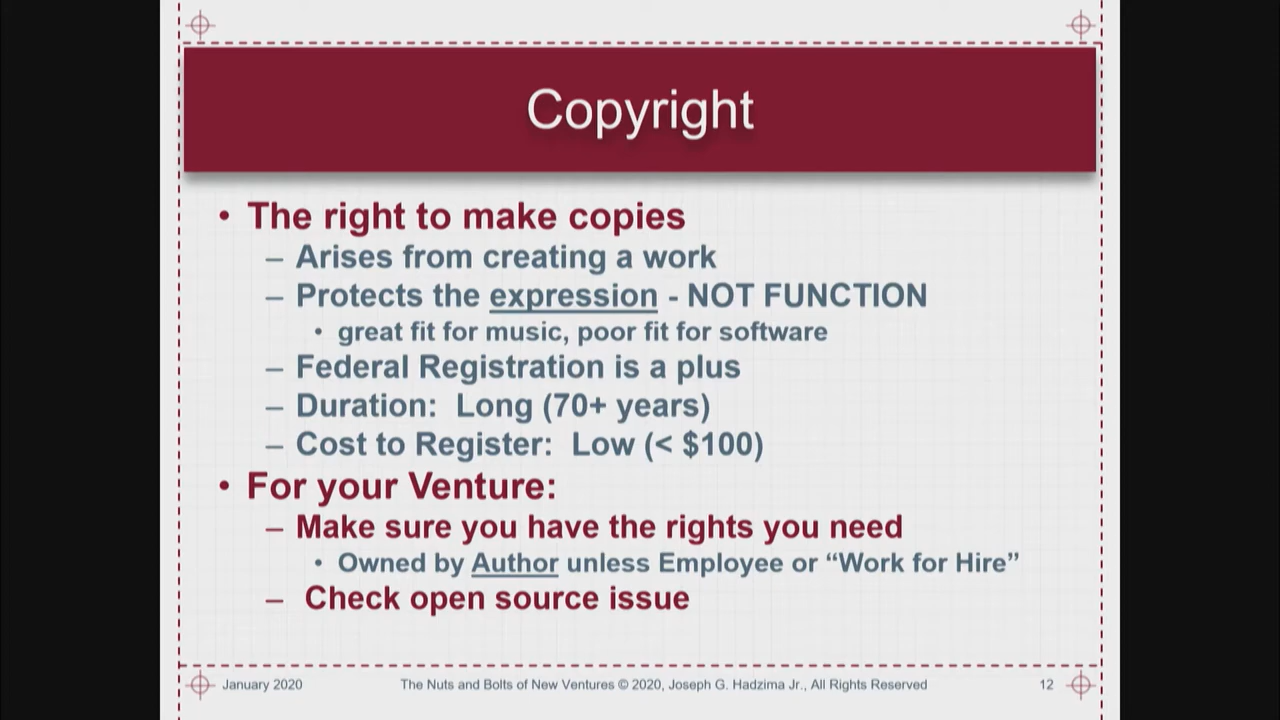 Copyright
• The right to make copies
– Arises from creating a work
– Protects the expression - NOT FUNCTION
• great fit for music, poor fit for software
– Federal Registration is a plus
– Duration:  Long (70+ years)
– Cost to Register:  Low (< $100)
• For your Venture:
– Make sure you have the rights you need
• Owned by Author unless Employee or “Work for Hire”
– Check open source issue
January 2020 The Nuts and Bolts of New Ventures © 2020, Joseph G. Hadzima Jr., All Rights Reserved 12